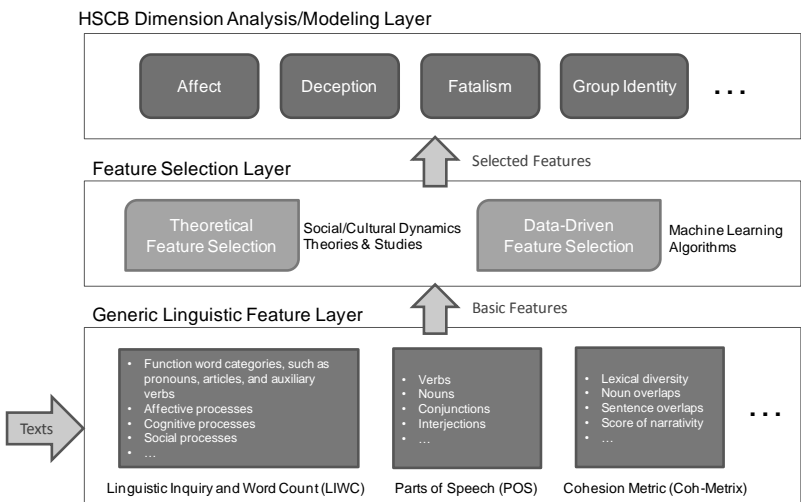 HSCB Dimension Analysis/Modeling Layer
Affect
Deception
Fatalism
Group Identity
...
Selected Features
Feature Selection Layer
Theoretical
Feature Selection
Social/Cultural Dynamics
Theories & Studies
Data-Driven
Feature Selection
Machine Learning
Algorithms
Basic Features
Generic Linguistic Feature Layer
Texts
• Function word categories, such as
pronouns, articles, and auxiliary
verbs
• Affective processes
• Cognitive processes
• Social processes
• …
Linguistic Inquiry and Word Count (LIWC)
• Verbs
• Nouns
• Conjunctions
• Interjections
• …
Parts of Speech (POS)
• Lexical diversity
• Noun overlaps
• Sentence overlaps
• Score of narrativity
• …
Cohesion Metric (Coh-Metrix)
...